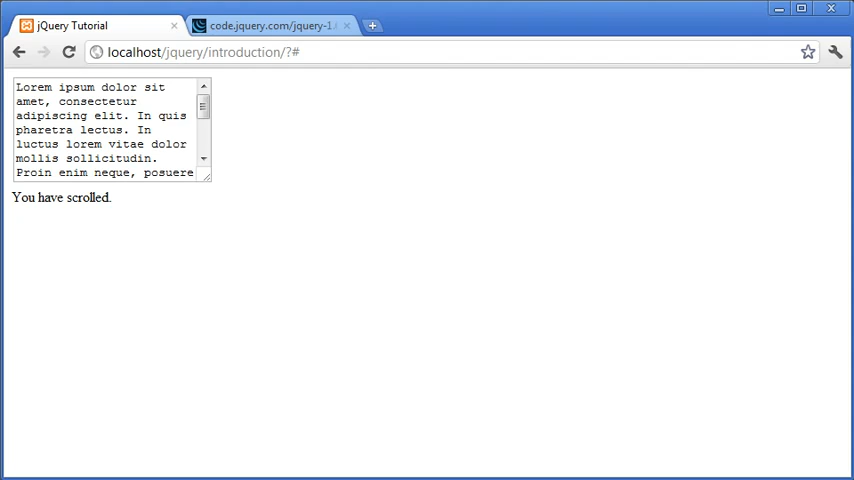 jQuery Tutorial
code.jquery.com/jquery-1.
localhost/jquery/introduction/?#
Lorem ipsum dolor sit
amet, consectetur
adipiscing elit. In quis
pharetra lectus. In
luctus lorem vitae dolor
mollis sollicitudin.
Proin enim neque, posuere
You have scrolled.